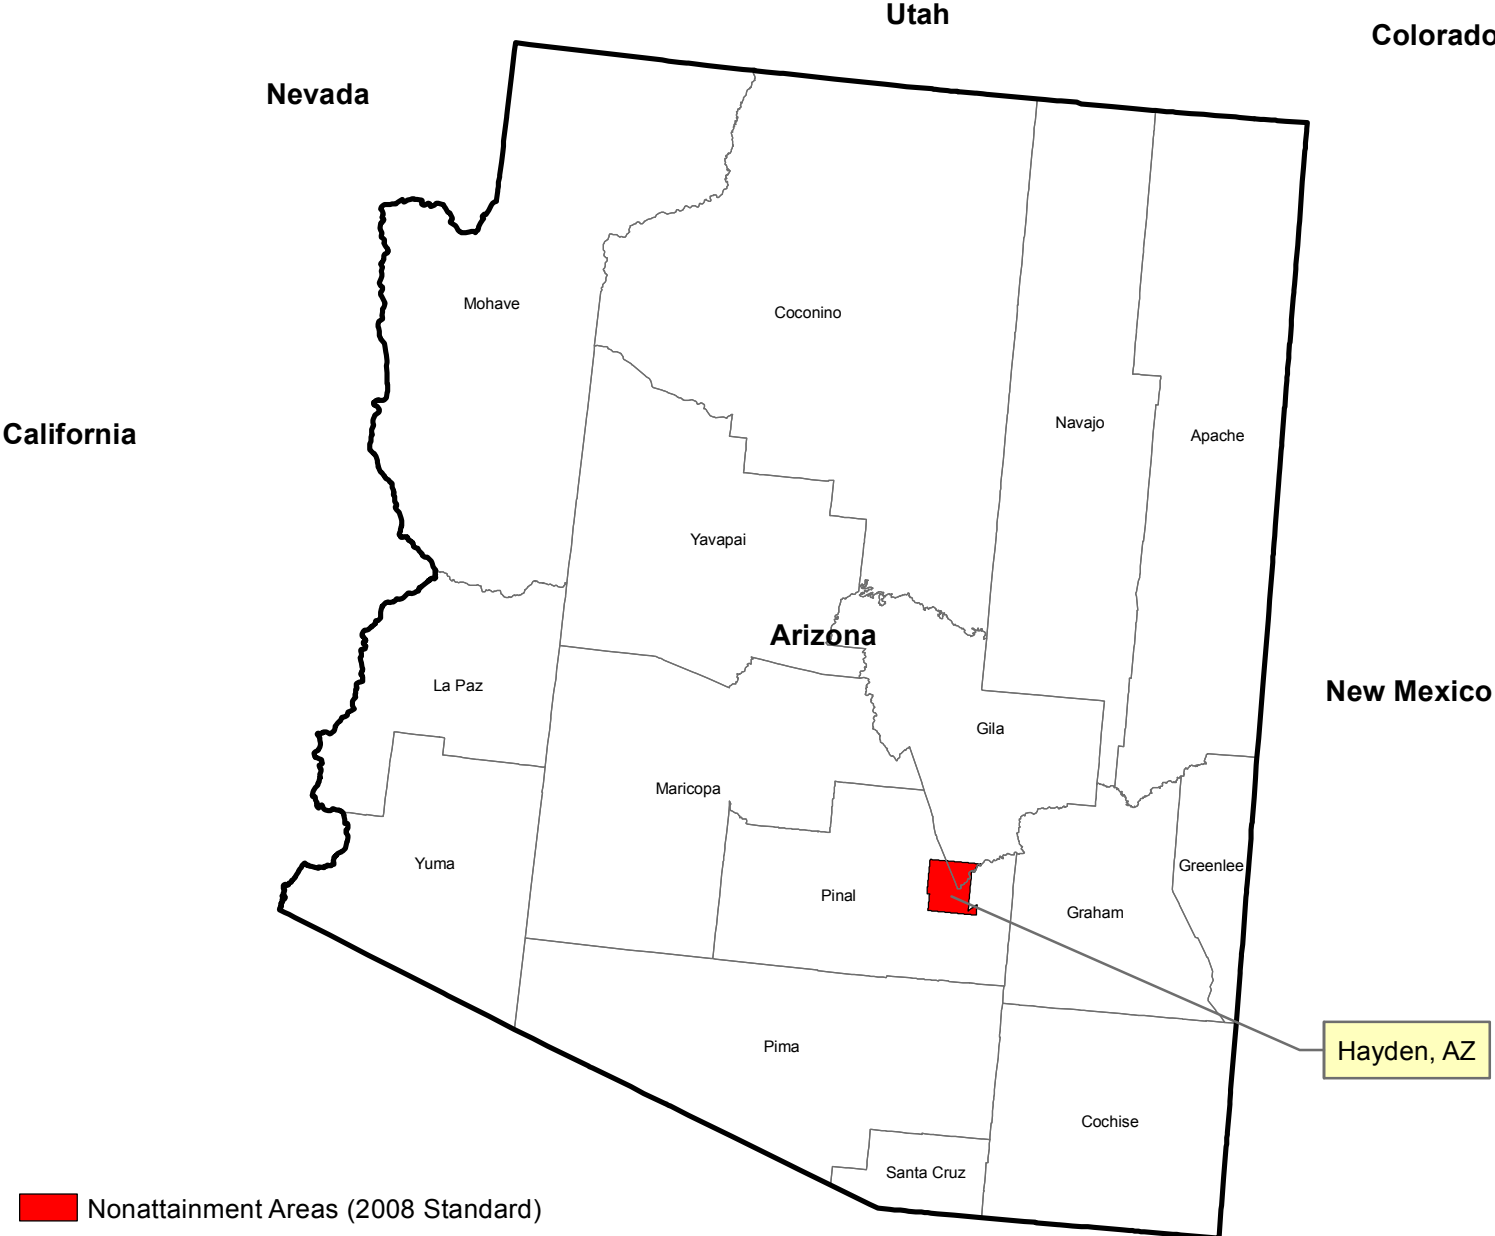 Utah
Colorado
Nevada
Mohave
Coconino
Navajo
Apache
California
Yavapai
Arizona
La Paz
New Mexico
Gila
Maricopa
Yuma
Greenlee
Pinal
Graham
Pima
Hayden, AZ
Cochise
Santa Cruz
Nonattainment Areas (2008 Standard)